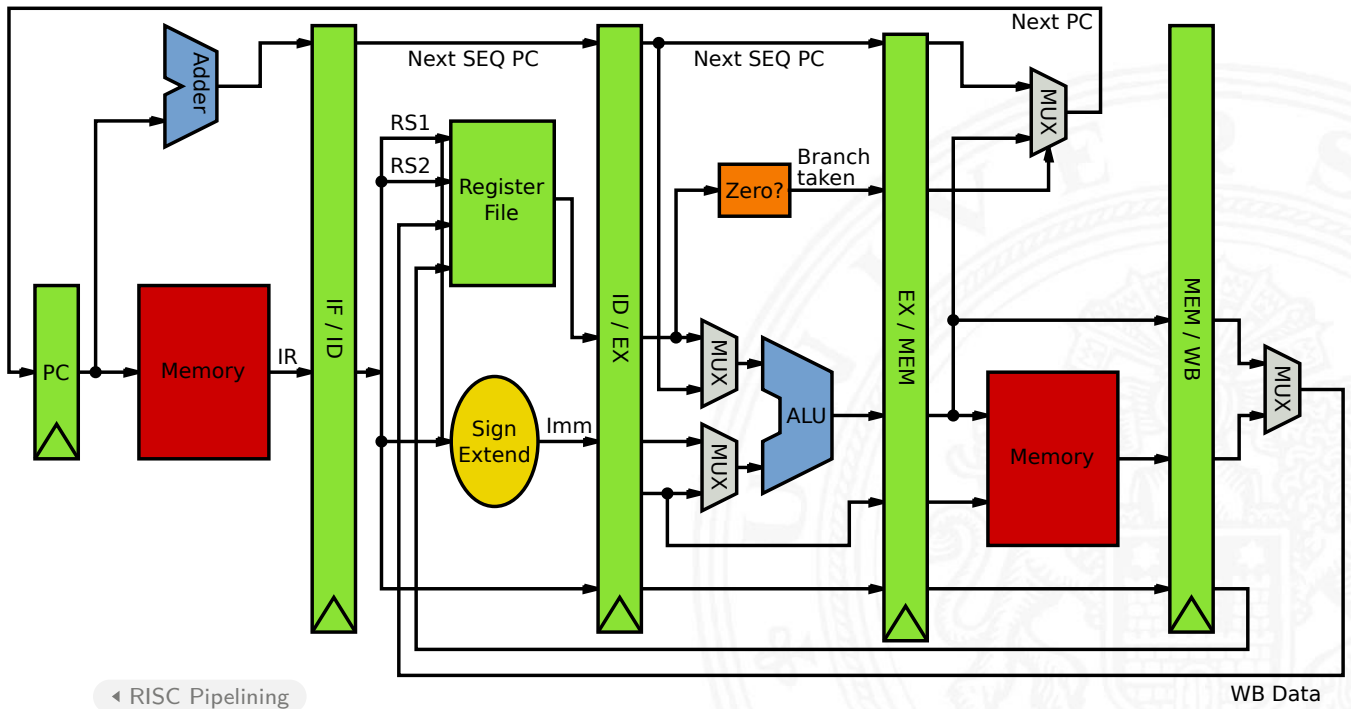 Next PC
Adder
Next SEQ PC
Next SEQ PC
MUX
RS1
RS2
Register
File
Branch
taken
Zero?
IF / ID
ID / EX
EX / MEM
MEM / WB
PC
Memory
IR
MUX
MUX
ALU
Sign
Extend
Imm
MUX
Memory
WB Data
◂ RISC Pipelining